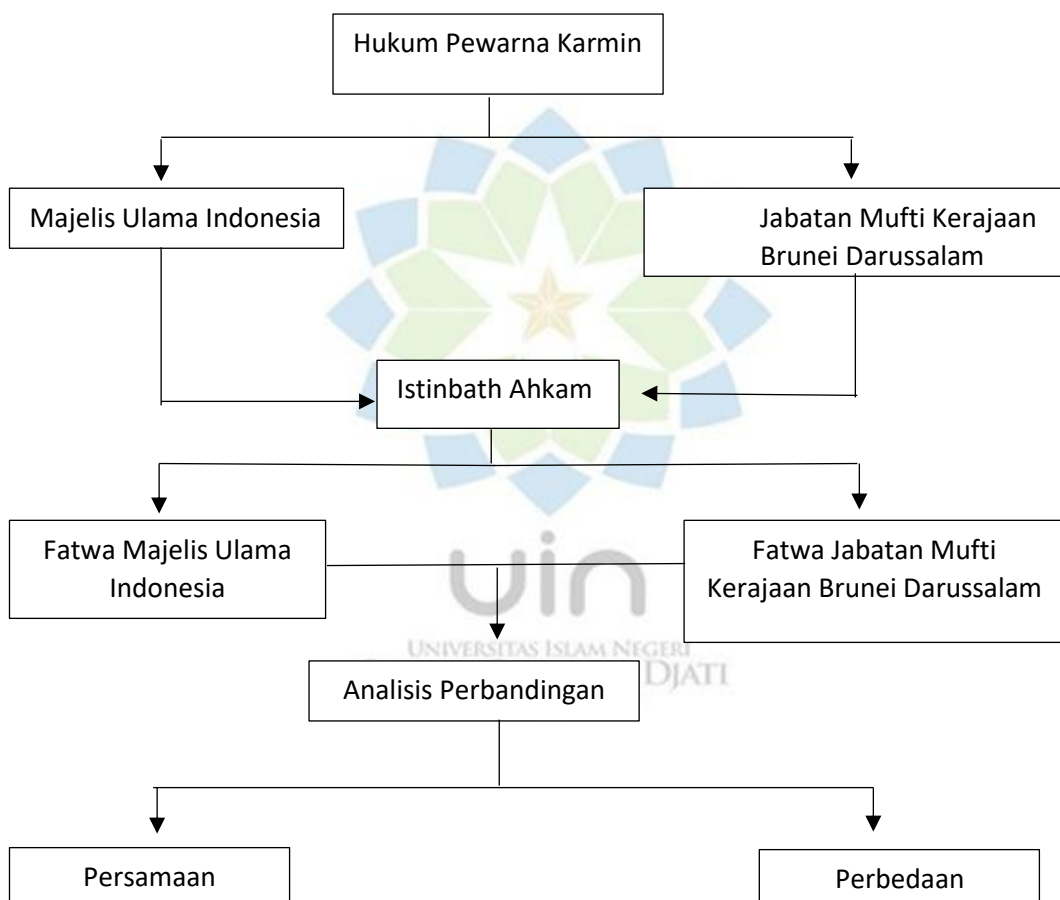 Hukum Pewarna Karmin
Majelis Ulama Indonesia
Jabatan Mufti Kerajaan
Brunei Darussalam
Istinbath Ahkam
Fatwa Majelis Ulama
Indonesia
Fatwa Jabatan Mufti
Kerajaan Brunei Darussalam
uin
UNIVERSITAS ISLAM NEGERI
DJATI
Analisis Perbandingan
Persamaan
Perbedaan